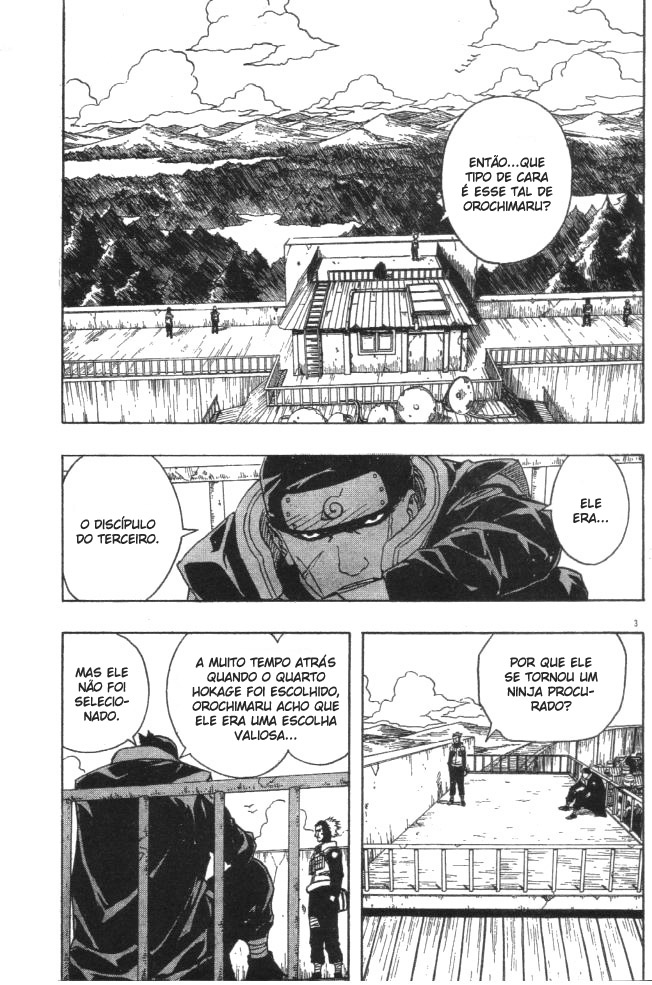 ENTÃO...QUE
TIPO DE CARA
É ESSE TAL DE
OROCHIMARU?
ELE
ERA...
O DISCÍPULO
DO TERCEIRO.
3
POR QUE ELE
SE TORNOU UM
NINJA PROCU-
RADO?
A MUITO TEMPO ATRÁS
QUANDO O QUARTO
HOKAGE FOI ESCOLHIDO,
OROCHIMARU ACHO QUE
ELE ERA UMA ESCOLHA
VALIOSA...
MAS ELE
NÃO FOI
SELECIO-
NADO.